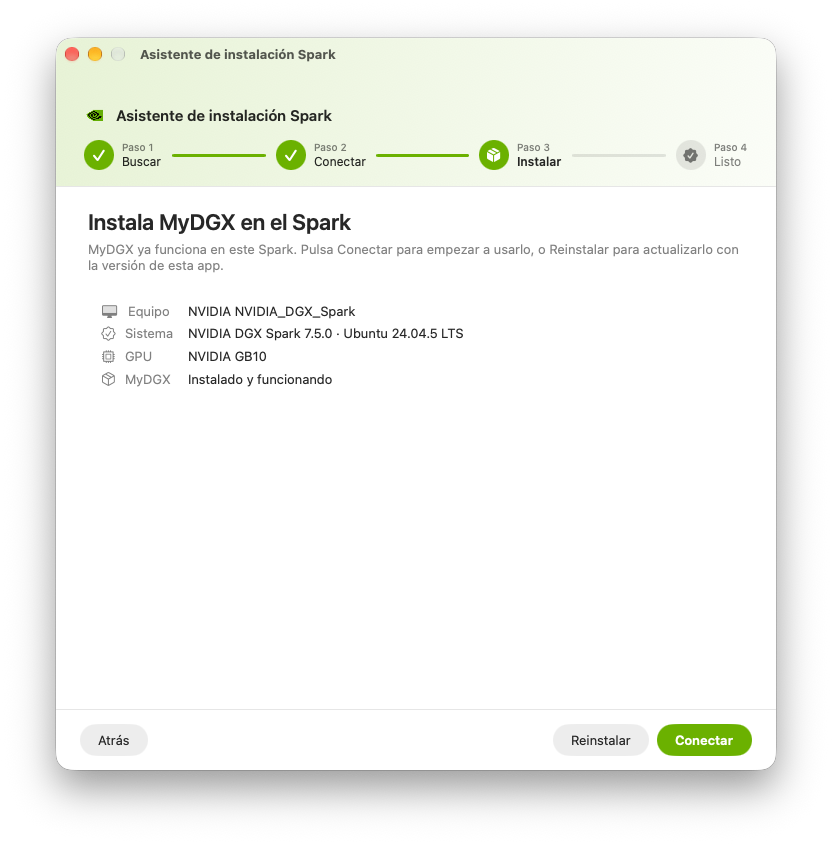 Asistente de instalación Spark
Asistente de instalación Spark
Paso 1
Buscar
Paso 2
Conectar
Paso 3
Instalar
Paso 4
Listo
Instala MyDGX en el Spark
MyDGX ya funciona en este Spark. Pulsa Conectar para empezar a usarlo, o Reinstalar para actualizarlo con
la versión de esta app.
Equipo NVIDIA NVIDIA_DGX_Spark
Sistema NVIDIA DGX Spark 7.5.0 · Ubuntu 24.04.5 LTS
GPU NVIDIA GB10
MyDGX Instalado y funcionando
Atrás Reinstalar Conectar